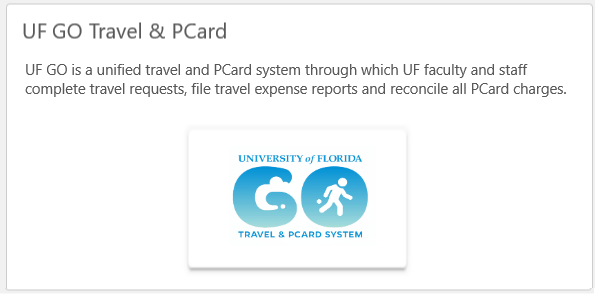 UF GO Travel & PCard
UF GO is a unified travel and PCard system through which UF faculty and staff
complete travel requests, file travel expense reports and reconcile all PCard charges.
UNIVERSITY of FLORIDA
GO
TRAVEL & PCARD SYSTEM